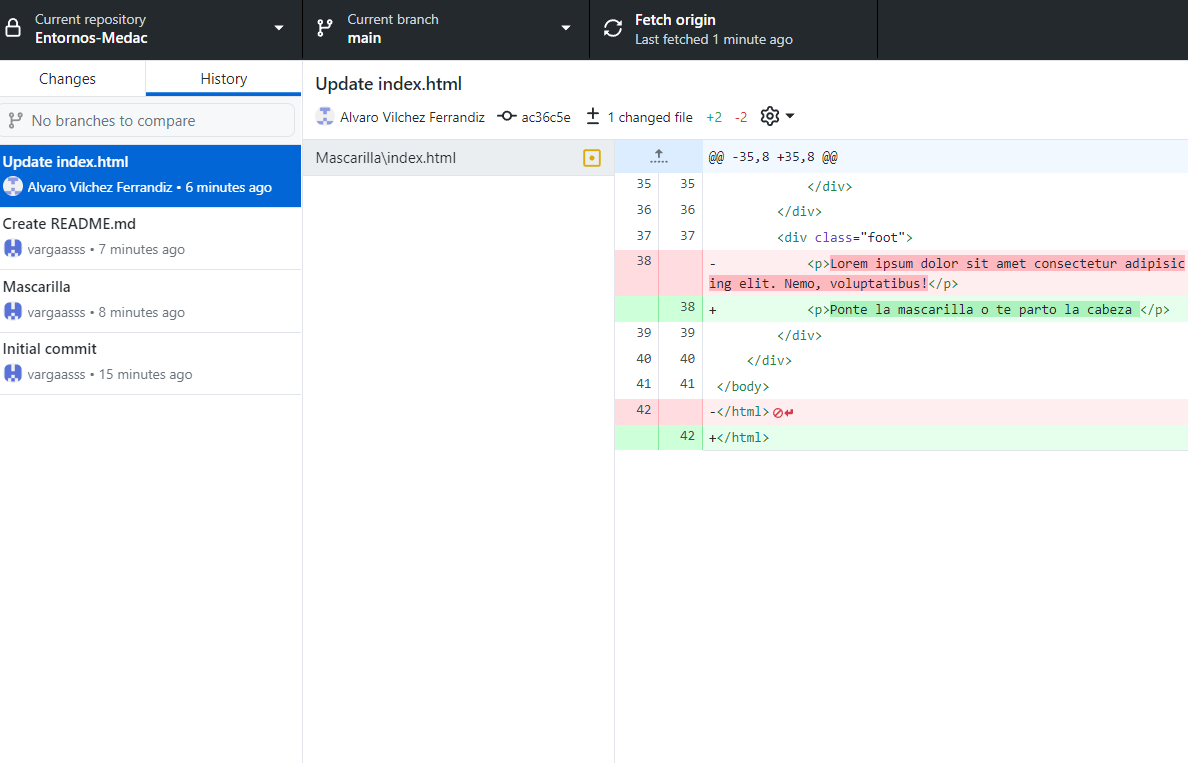 Current repository
Entornos-Medac
Current branch
main
Fetch origin
Last fetched 1 minute ago
Changes
History
No branches to compare
Update index.html
Alvaro Vilchez Ferrandiz • 6 minutes ago
Create README.md
vargaasss • 7 minutes ago
Mascarilla
vargaasss • 8 minutes ago
Initial commit
vargaasss • 15 minutes ago
Update index.html
Alvaro Vilchez Ferrandiz ac36c5e 1 changed file +2 -2
Mascarilla\index.html
@@ -35,8 +35,8 @@
35 35 </div>
36 36 </div>
37 37 <div class="foot">
38 - <p>Lorem ipsum dolor sit amet consectetur adipisic
ing elit. Nemo, voluptatibus!</p>
38 + <p>Ponte la mascarilla o te parto la cabeza </p>
39 39 </div>
40 40 </div>
41 41 </body>
42 -</html>
42 +</html>